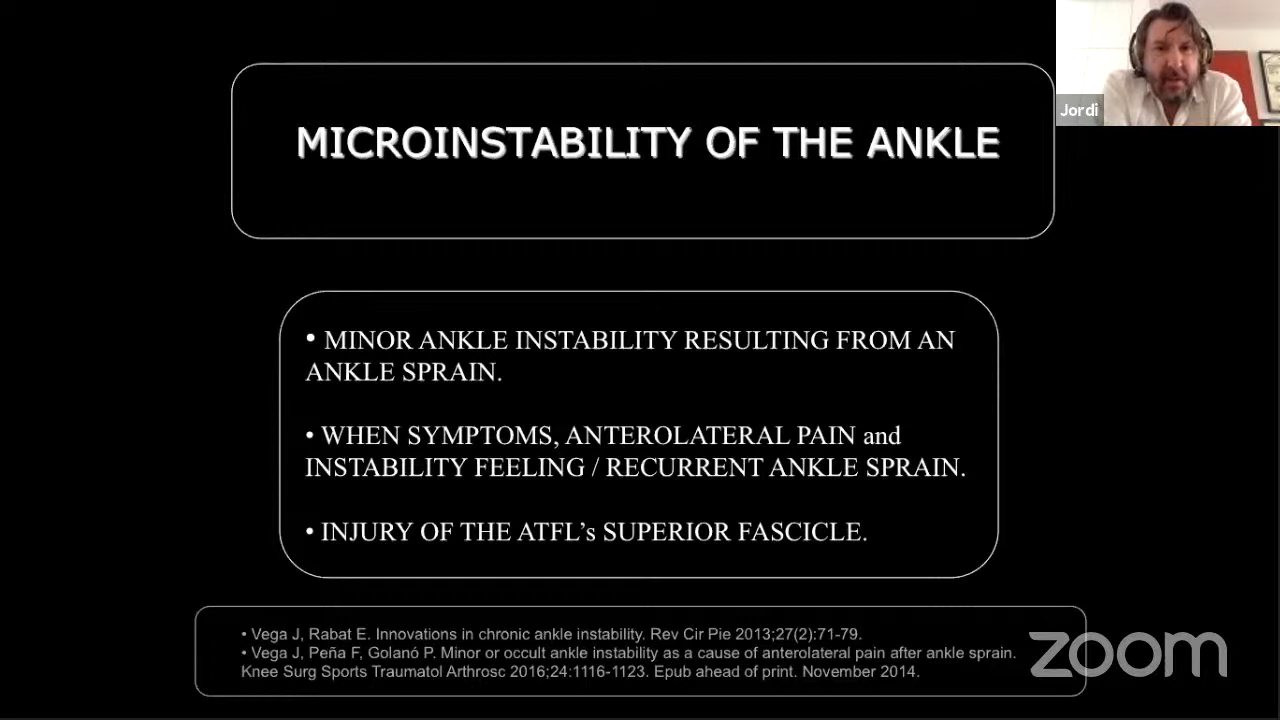 Jordi
MICROINSTABILITY OF THE ANKLE
• MINOR ANKLE INSTABILITY RESULTING FROM AN
ANKLE SPRAIN.
• WHEN SYMPTOMS, ANTEROLATERAL PAIN and
INSTABILITY FEELING / RECURRENT ANKLE SPRAIN.
• INJURY OF THE ATFL’s SUPERIOR FASCICLE.
• Vega J, Rabat E. Innovations in chronic ankle instability. Rev Cir Pie 2013;27(2):71-79.
• Vega J, Peña F, Golanó P. Minor or occult ankle instability as a cause of anterolateral pain after ankle sprain.
Knee Surg Sports Traumatol Arthrosc 2016;24:1116-1123. Epub ahead of print. November 2014.
zoom